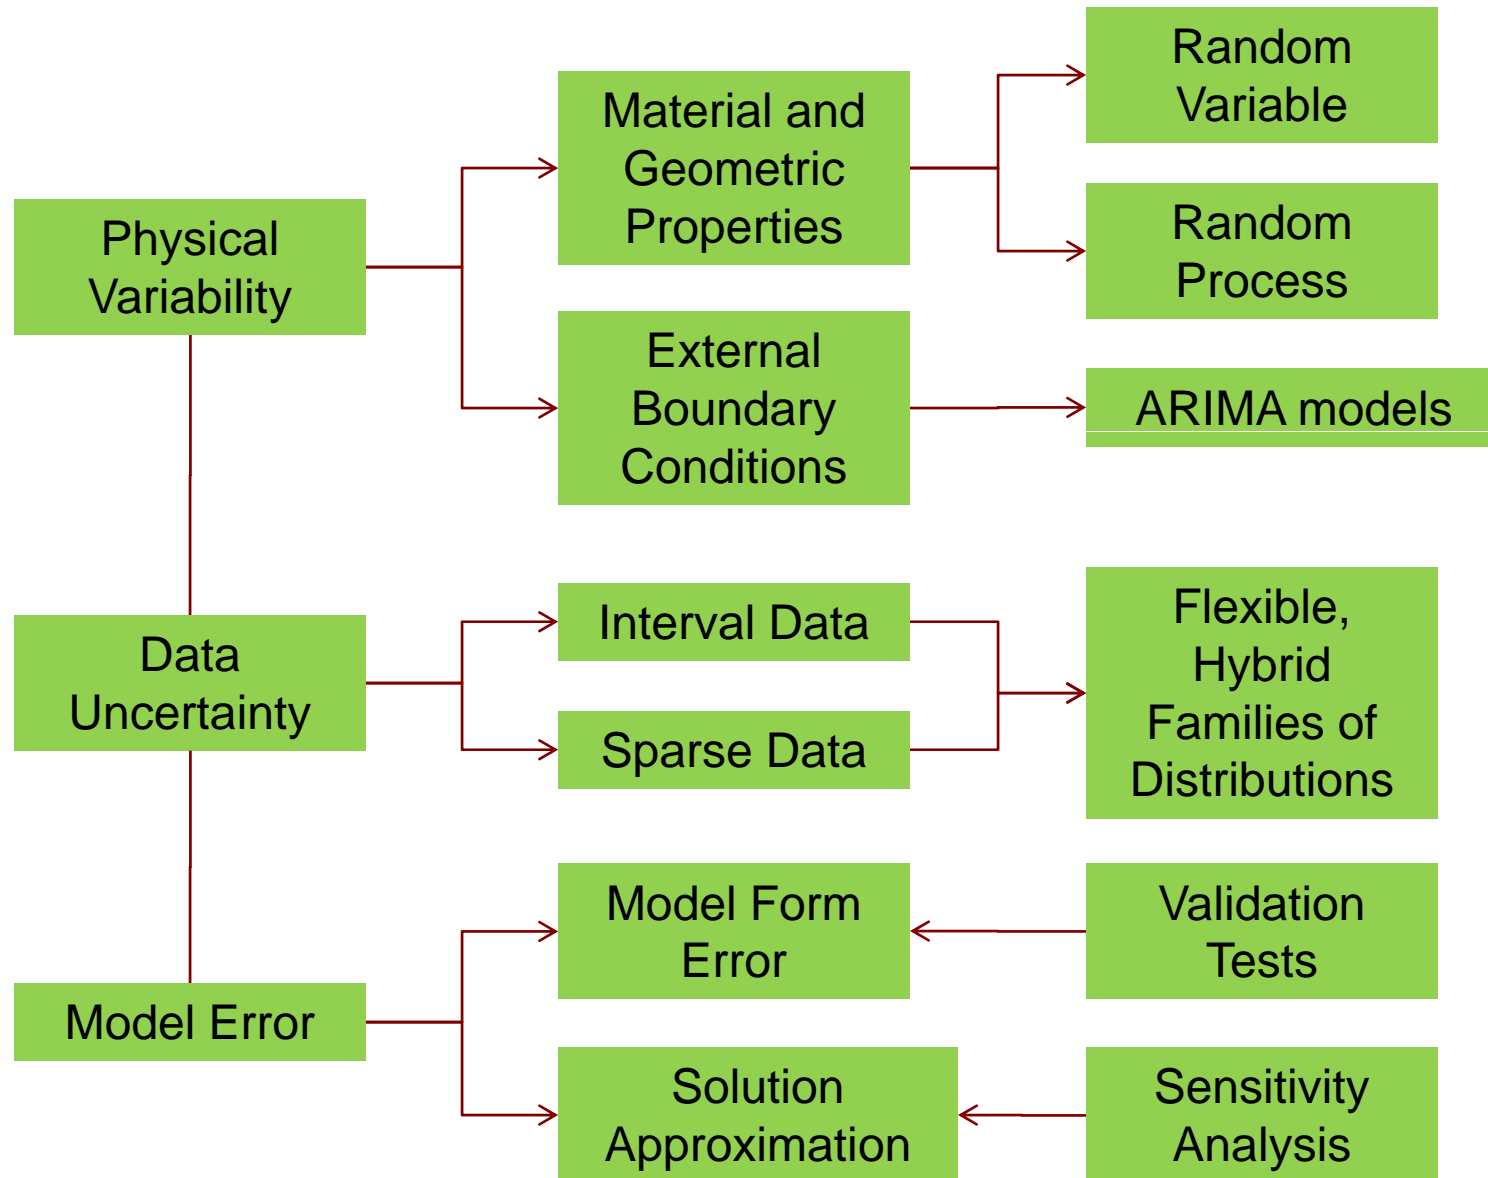 Physical
Variability
Material and
Geometric
Properties
Random
Variable
Random
Process
External
Boundary
Conditions
ARIMA models
Data
Uncertainty
Interval Data
Sparse Data
Flexible,
Hybrid
Families of
Distributions
Model Error
Model Form
Error
Validation
Tests
Solution
Approximation
Sensitivity
Analysis